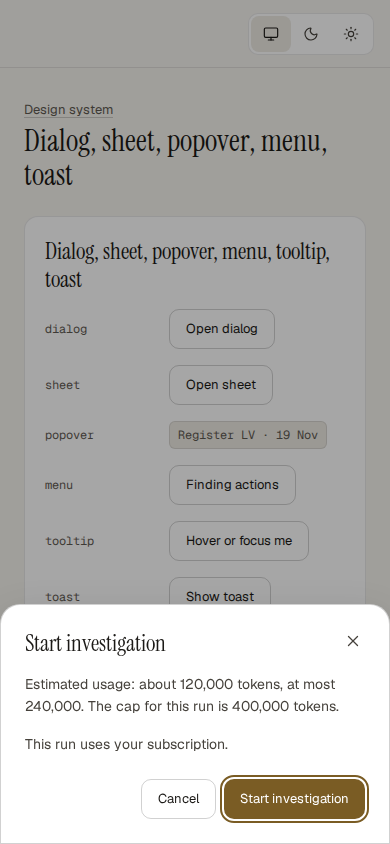 Design system
Dialog, sheet, popover, menu,
toast
Dialog, sheet, popover, menu, tooltip,
toast
dialog
Open dialog
sheet
Open sheet
popover
Register LV · 19 Nov
menu
Finding actions
tooltip
Hover or focus me
toast
Show toast
Start investigation
Estimated usage: about 120,000 tokens, at most
240,000. The cap for this run is 400,000 tokens.
This run uses your subscription.
Cancel
Start investigation